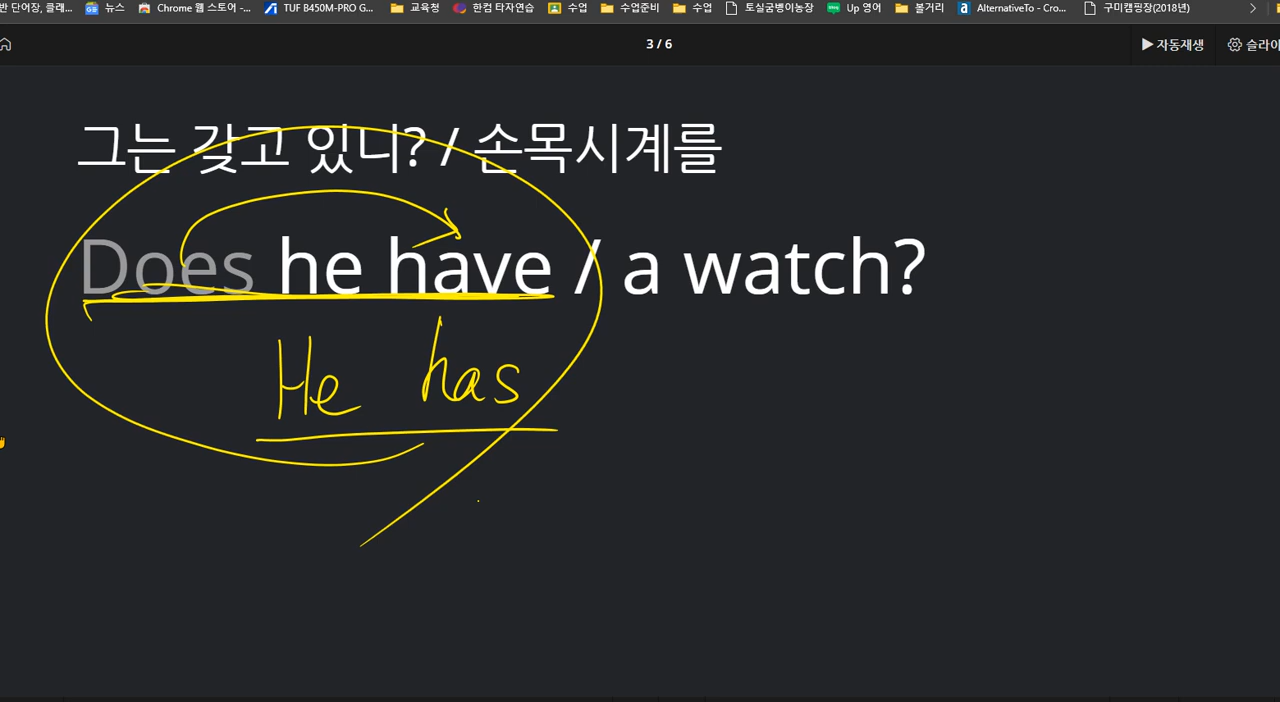 반 단어장, 클래... 뉴스 Chrome 웹 스토어 -... TUF B450M-PRO G... 교육청 한컴 타자연습 수업 수업준비 수업 토실굼벵이농장 Up 영어 볼거리 AlternativeTo - Cro... 구미캠핑장(2018년)
3 / 6 자동재생 슬라이
그는 갖고 있니? / 손목시계를
Does he have / a watch?
He has